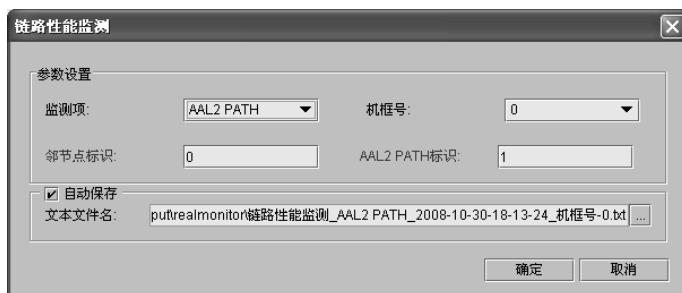 链路性能监测
参数设置
监测项: AAL2 PATH 机框号: 0
邻节点标识: 0 AAL2 PATH标识: 1
自动保存
文本文件名: put\realmonitor\链路性能监测_AAL2 PATH_2008-10-30-18-13-24_机框号-0.txt ...
确定 取消